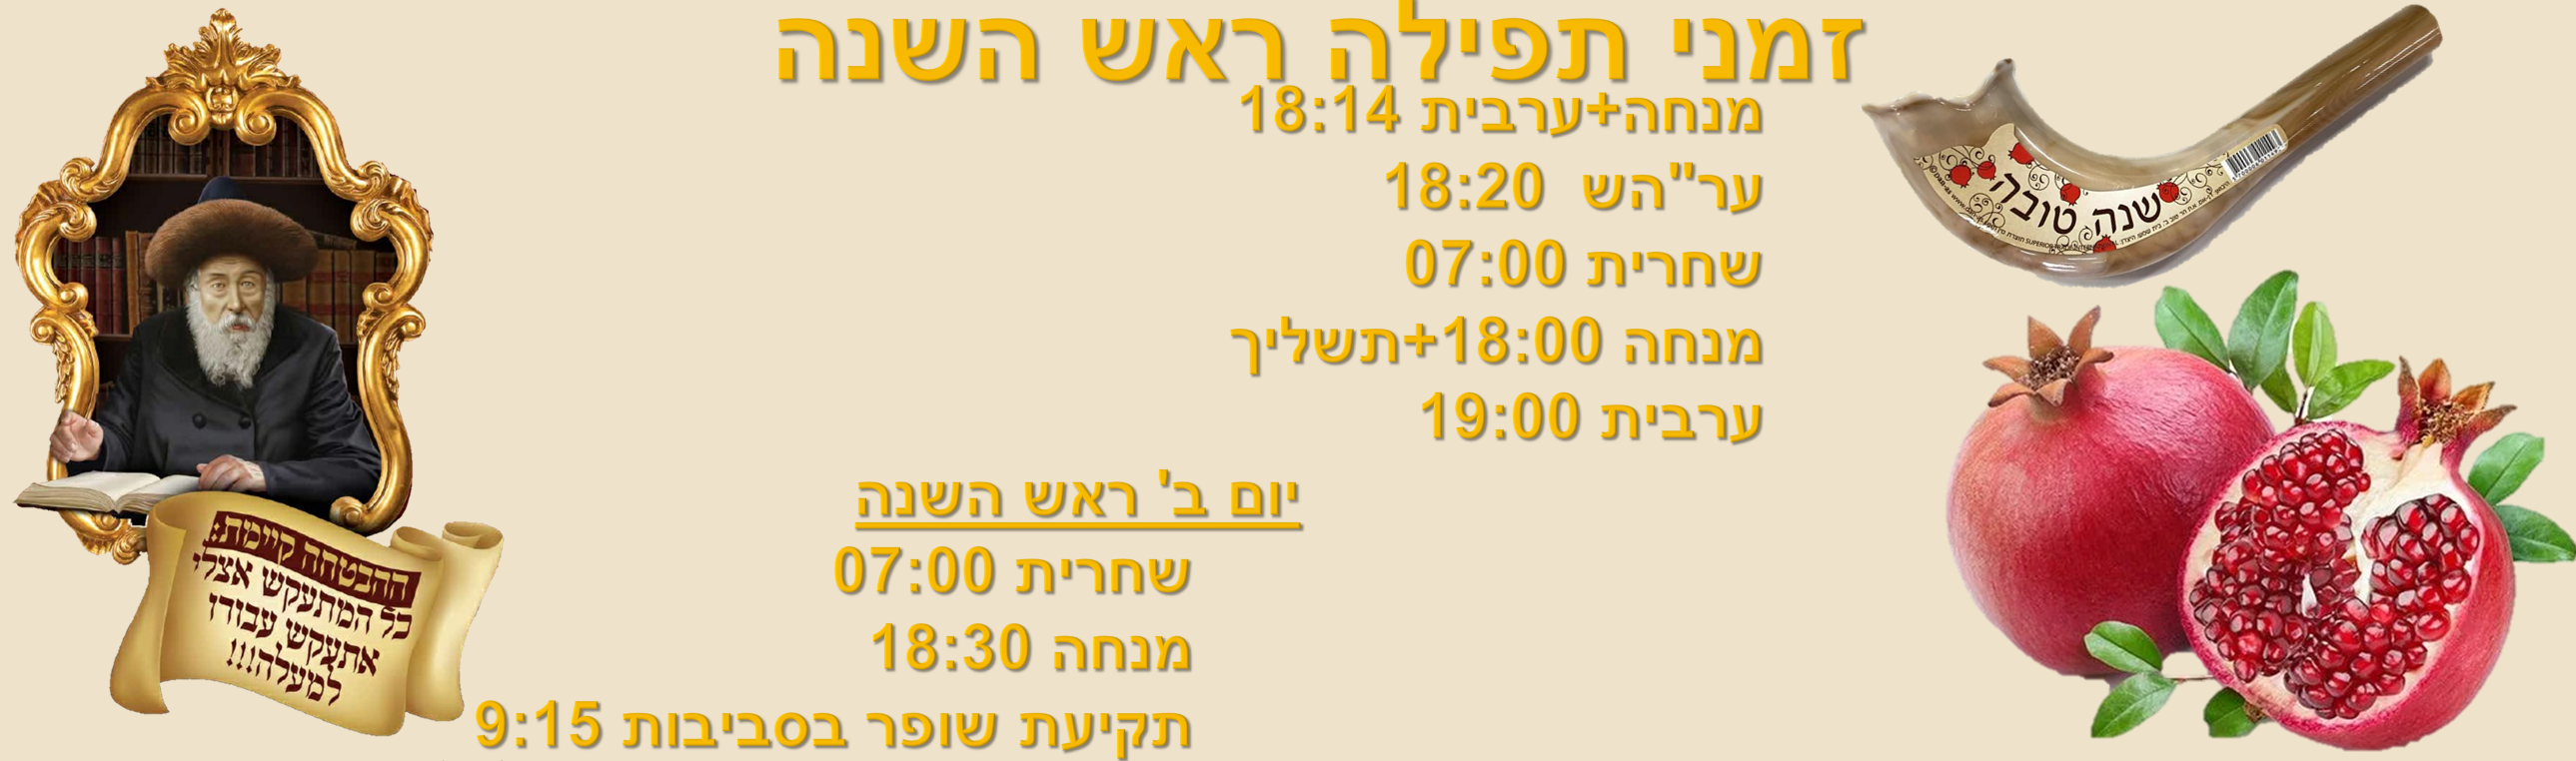 זמני תפילה ראש השנה
מנחה+ערבית 18:14
ער"הש 18:20
שחרית 07:00
מנחה 18:00+תשליך
ערבית 19:00
יום ב' ראש השנה
שחרית 07:00
מנחה 18:30
תקיעת שופר בסביבות 9:15
ההבטחה קיימת:
כל המתעקש אצלי
אתעקש עבורו
למעלה!!!
שנה טובה